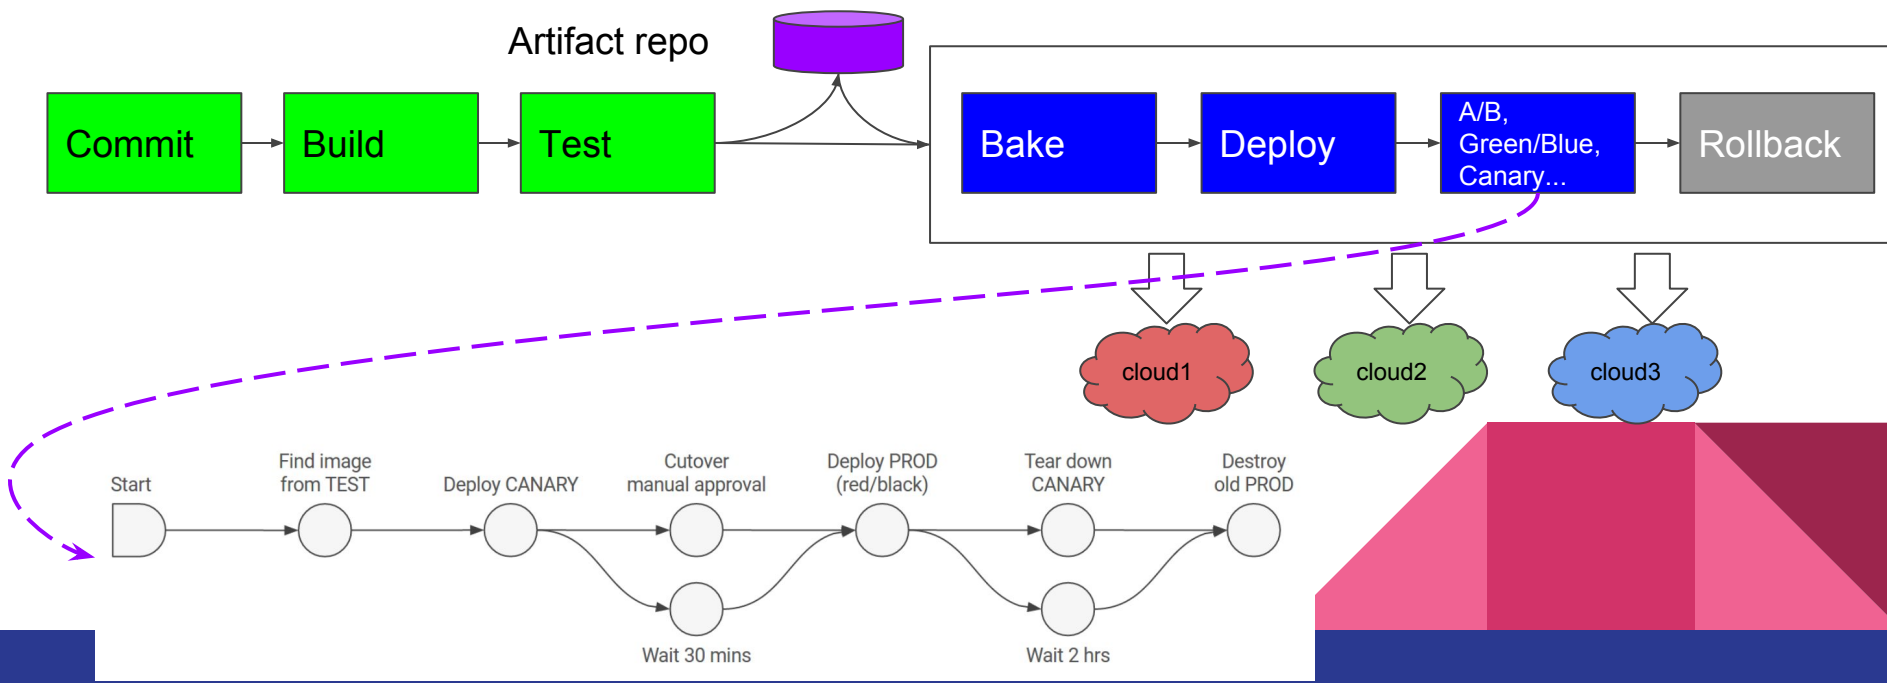 Artifact repo
Commit
Build
Test
Bake
Deploy
A/B,
Green/Blue,
Canary...
Rollback
cloud1
cloud2
cloud3
Start
Find image
from TEST
Deploy CANARY
Cutover
manual approval
Deploy PROD
(red/black)
Tear down
CANARY
Destroy
old PROD
Wait 30 mins
Wait 2 hrs